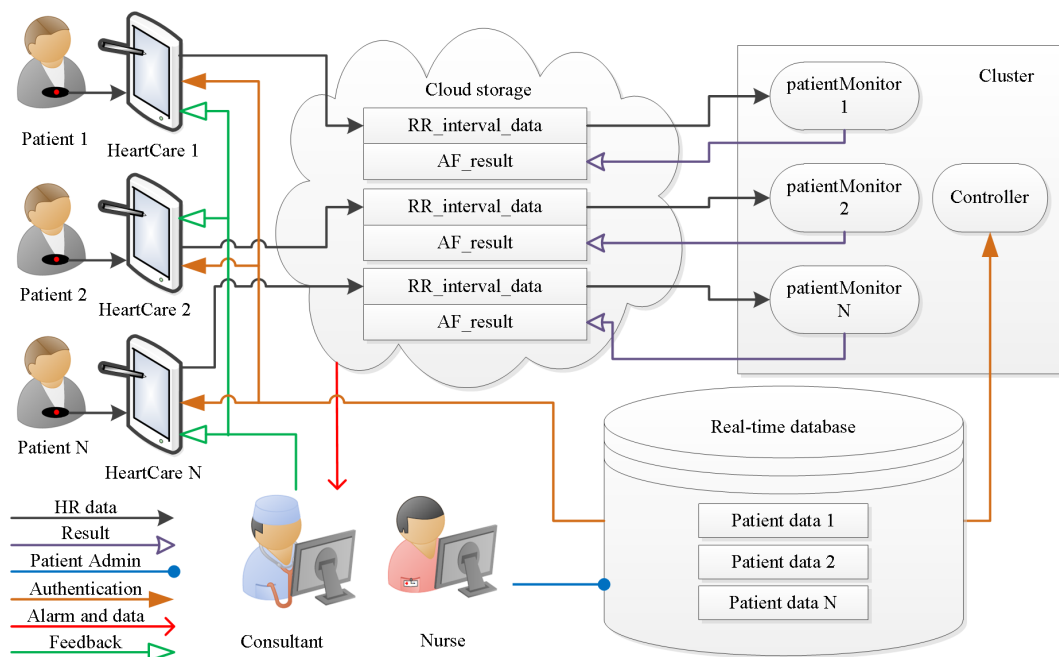 Patient 1
HeartCare 1
Patient 2
HeartCare 2
Patient N
HeartCare N
Cloud storage
RR_interval_data
AF_result
RR_interval_data
AF_result
RR_interval_data
AF_result
Cluster
patientMonitor
1
patientMonitor
2
patientMonitor
N
Controller
Real-time database
Patient data 1
Patient data 2
Patient data N
HR data
Result
Patient Admin
Authentication
Alarm and data
Feedback
Consultant
Nurse